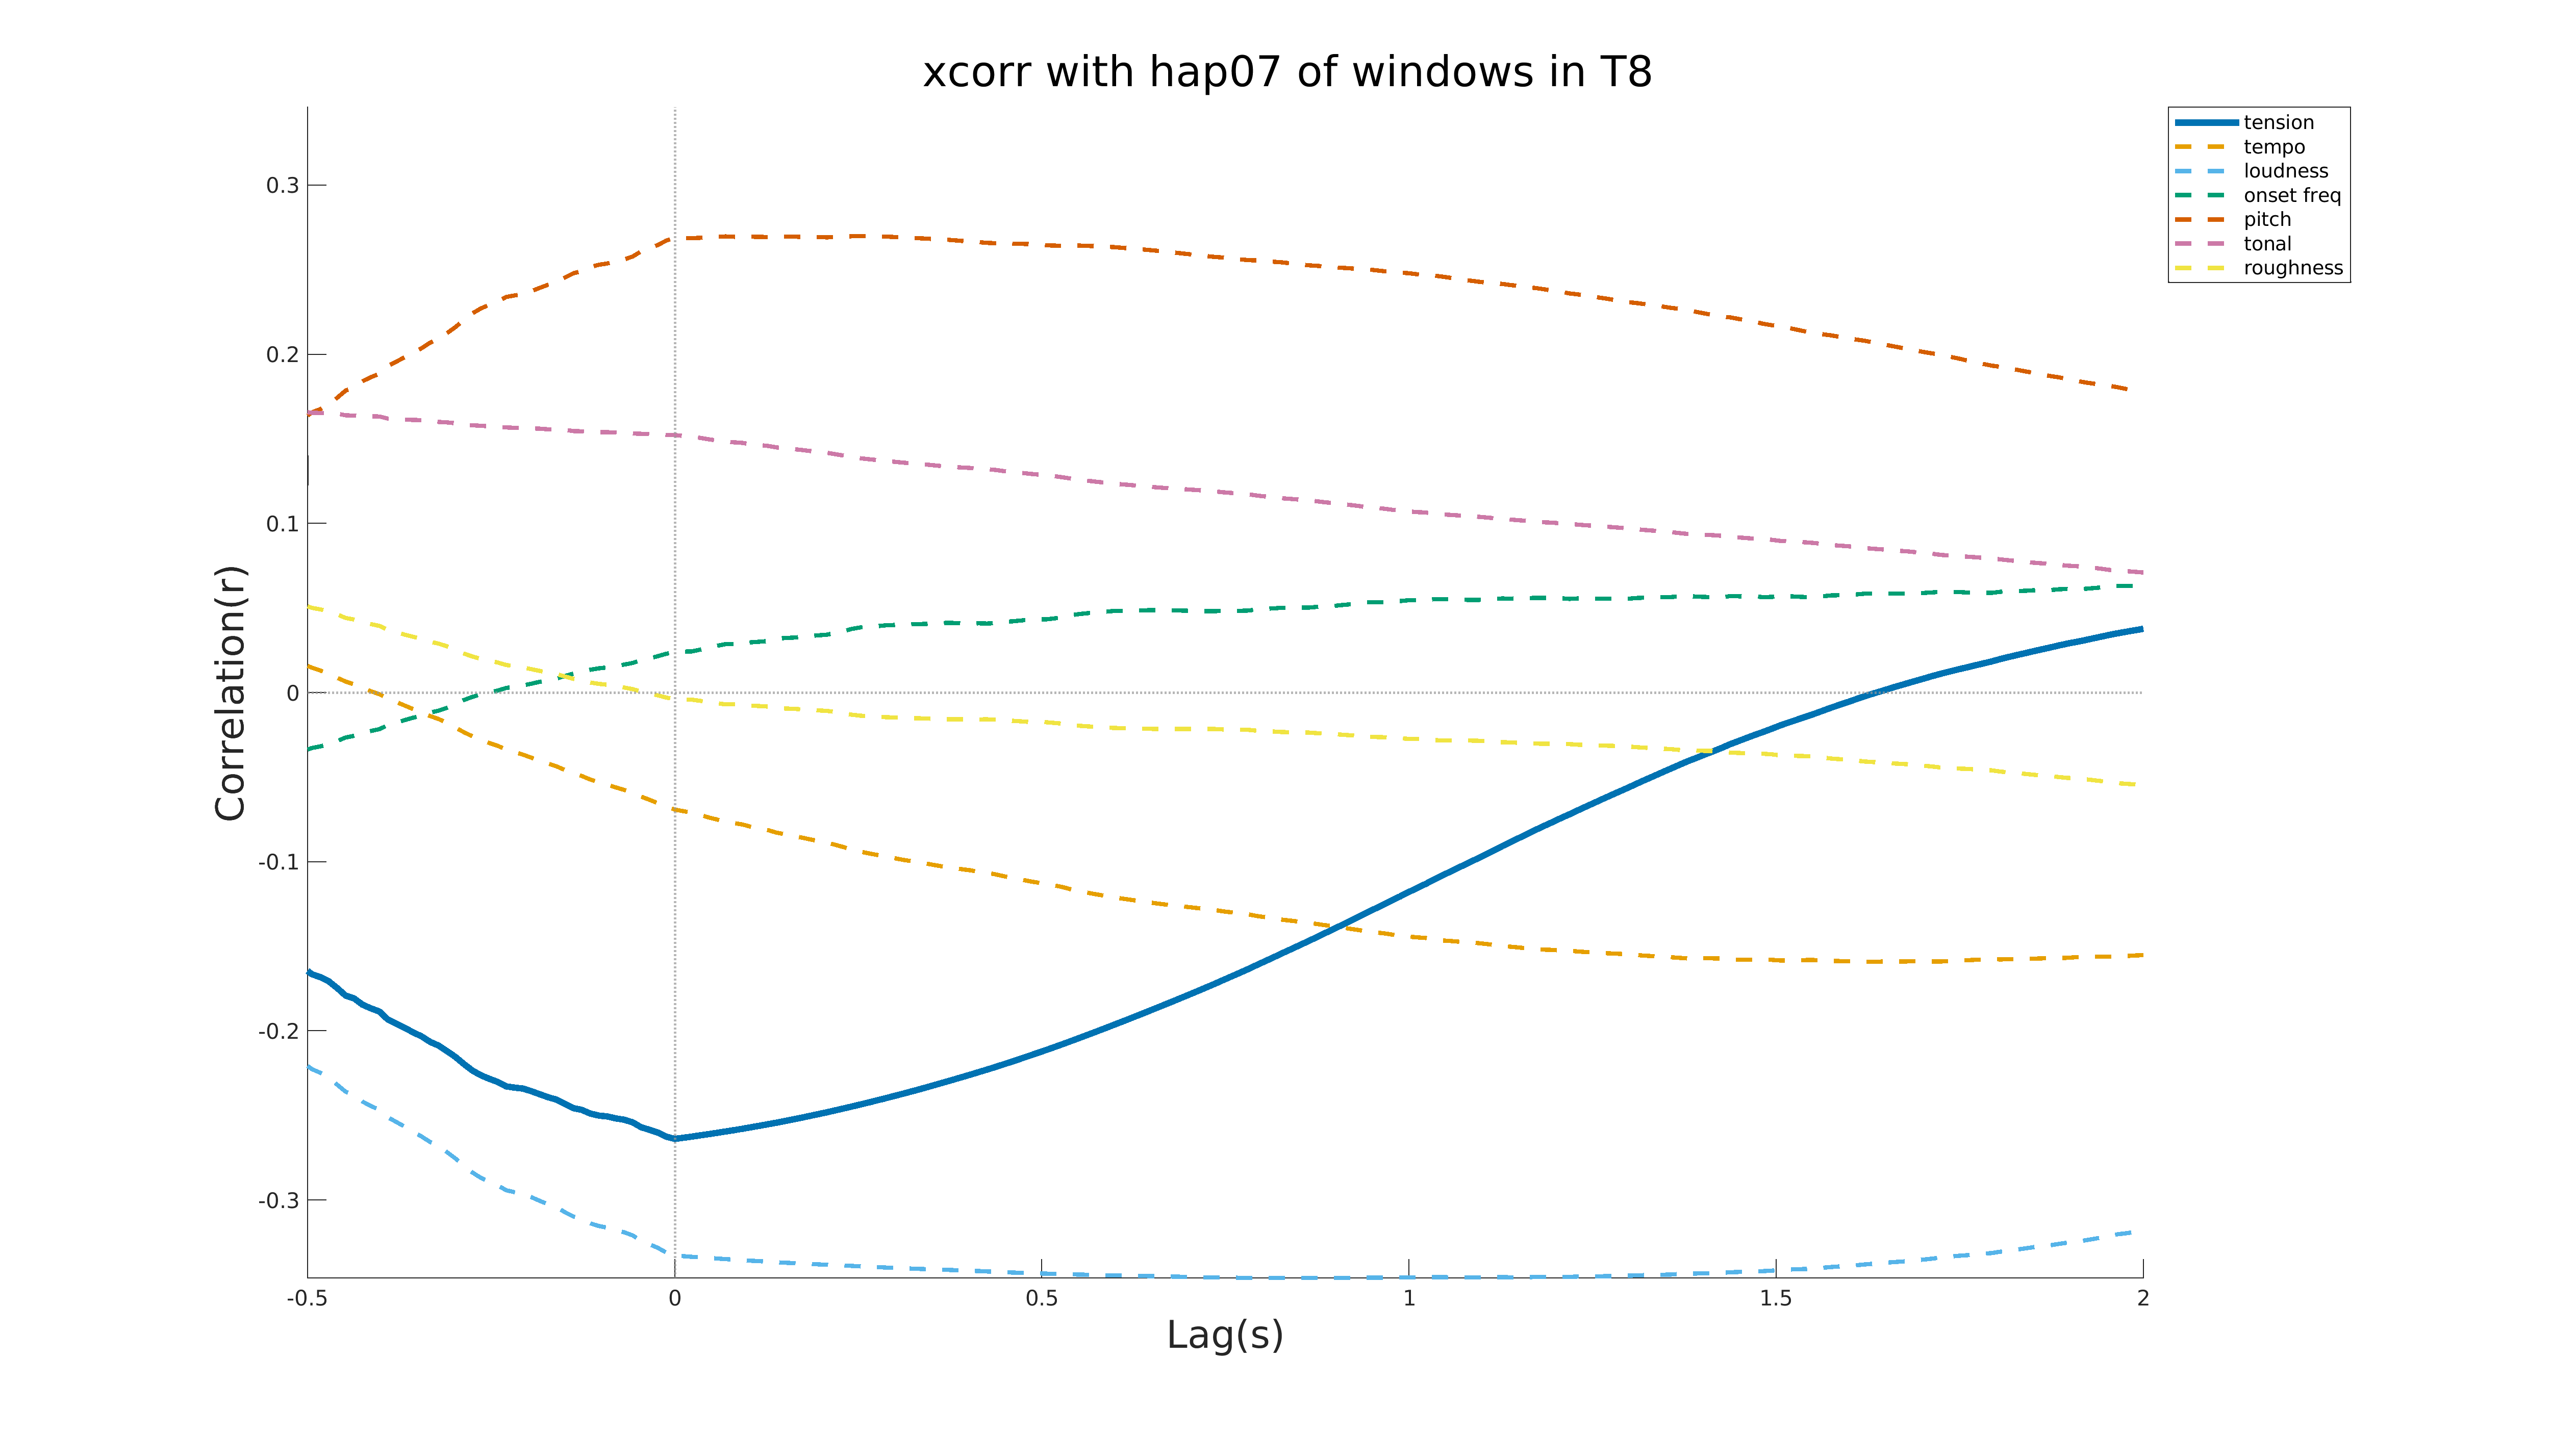 xcorr with hap07 of windows in T8
tension
tempo
loudness
onset freq
pitch
tonal
roughness
0.3
0.2
0.1
0
-0.1
-0.2
-0.3
Correlation(r)
-0.5
0
0.5
1
1.5
2
Lag(s)